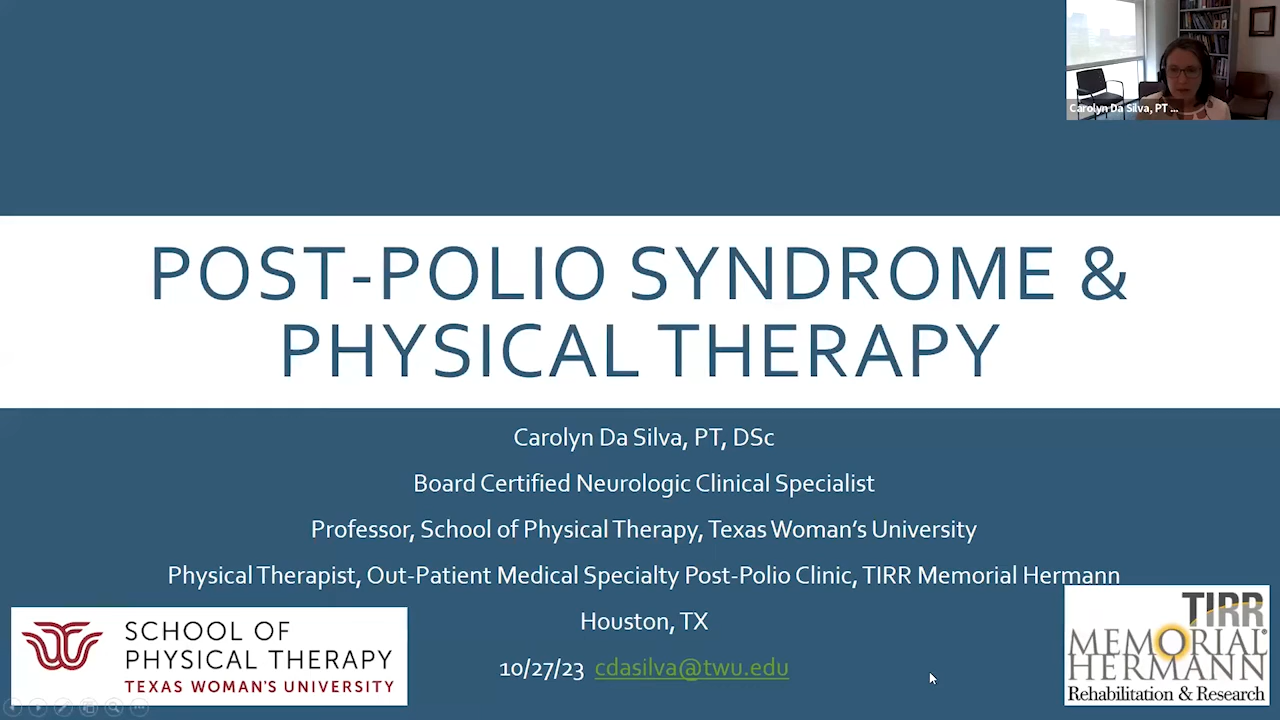 Carolyn Da Silva, PT ...
POST-POLIO SYNDROME &
PHYSICAL THERAPY
Carolyn Da Silva, PT, DSc
Board Certified Neurologic Clinical Specialist
Professor, School of Physical Therapy, Texas Woman’s University
Physical Therapist, Out-Patient Medical Specialty Post-Polio Clinic, TIRR Memorial Hermann
Houston, TX
10/27/23 cdasilva@twu.edu
SCHOOL OF
PHYSICAL THERAPY
TEXAS WOMAN'S UNIVERSITY
TIRR
MEMORIAL®
HERMANN
Rehabilitation & Research